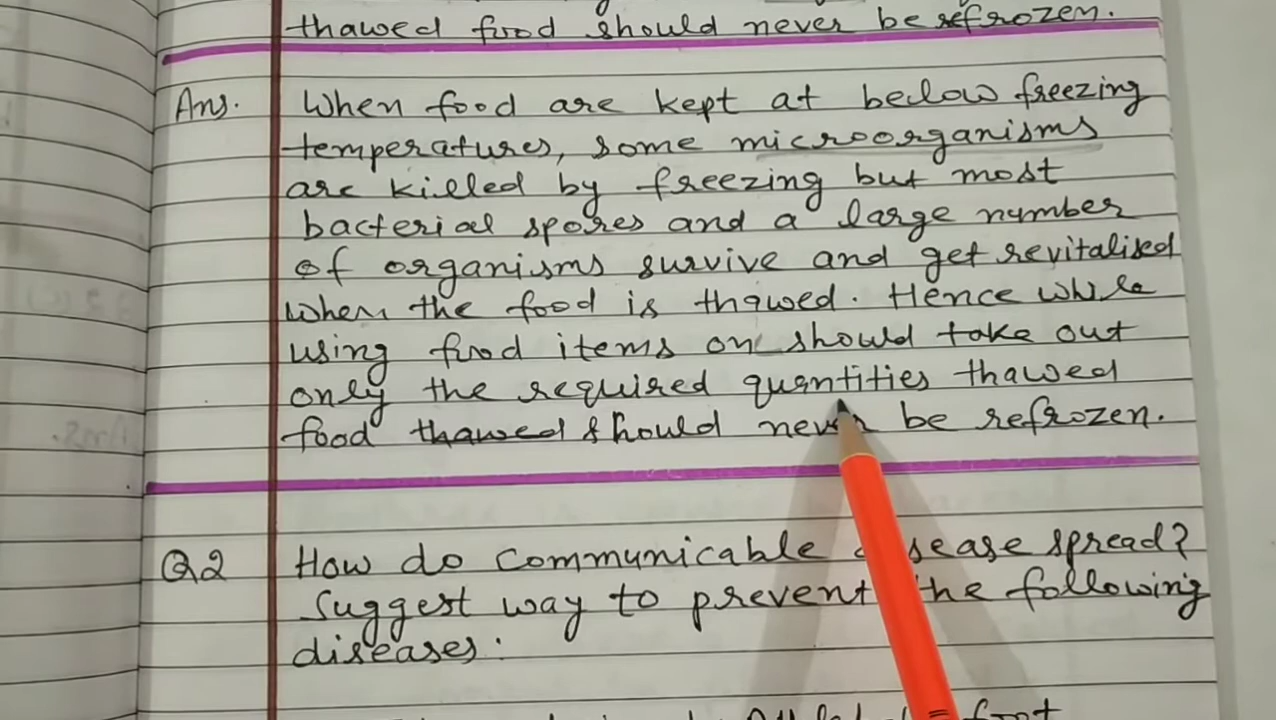 thawed food should never be refrozen.
Ans. When food are kept at below freezing
temperatures, some microorganisms
are killed by freezing but most
bacterial spores and a large number
of organisms survive and get revitalised
when the food is thawed. Hence while
using food items on should take out
only the required quantities thawed
food thawed should never be refrozen.
Q2 How do communicable disease spread?
Suggest way to prevent the following
diseases:
foot